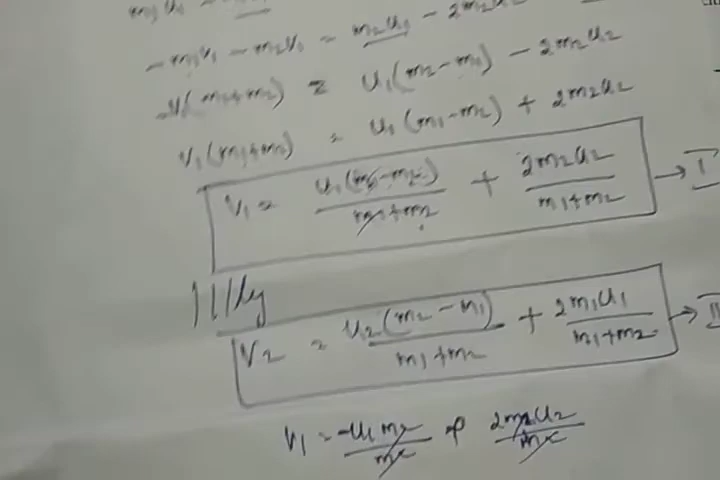 m1u1 -
- m1v1 - m2v1 = m2u1 - 2m2u2
-v1(m1+m2) = u1(m2-m1) - 2m2u2
v1(m1+m2) = u1(m1-m2) + 2m2u2
v1 = u1(m1-m2)/m1+m2 + 2m2u2/m1+m2 → I
111ly
v2 = u2(m2-m1)/m1+m2 + 2m1u1/m1+m2 → II
v1 = -u1m2/m2 + 2m2u2/m2